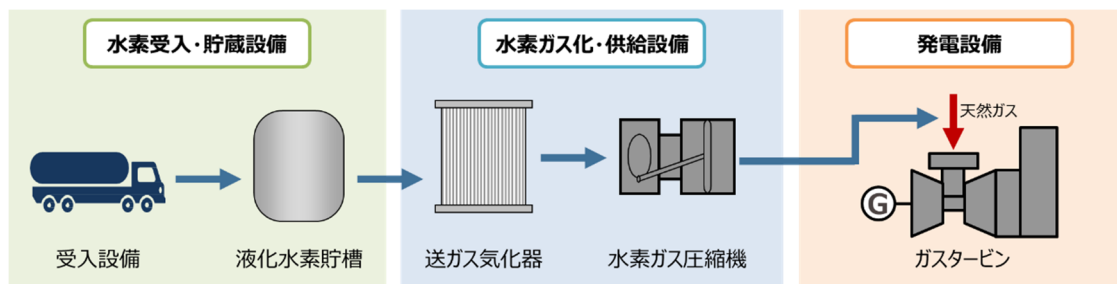 水素受入・貯蔵設備
水素ガス化・供給設備
発電設備
天然ガス
G
受入設備
液化水素貯槽
送ガス気化器
水素ガス圧縮機
ガスタービン